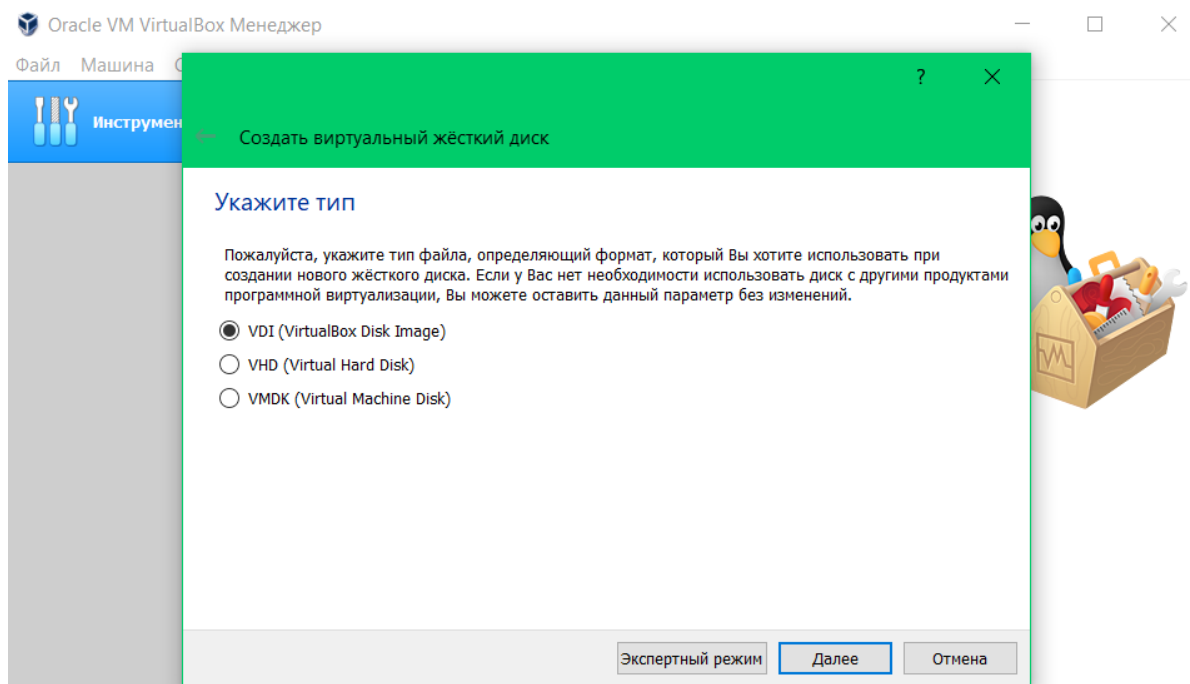 Oracle VM VirtualBox Менеджер
Файл Машина
?
Инструмен
Создать виртуальный жёсткий диск
Укажите тип
Пожалуйста, укажите тип файла, определяющий формат, который Вы хотите использовать при
создании нового жёсткого диска. Если у Вас нет необходимости использовать диск с другими продуктами
программной виртуализации, Вы можете оставить данный параметр без изменений.
VDI (VirtualBox Disk Image)
VHD (Virtual Hard Disk)
VMDK (Virtual Machine Disk)
Экспертный режим Далее Отмена